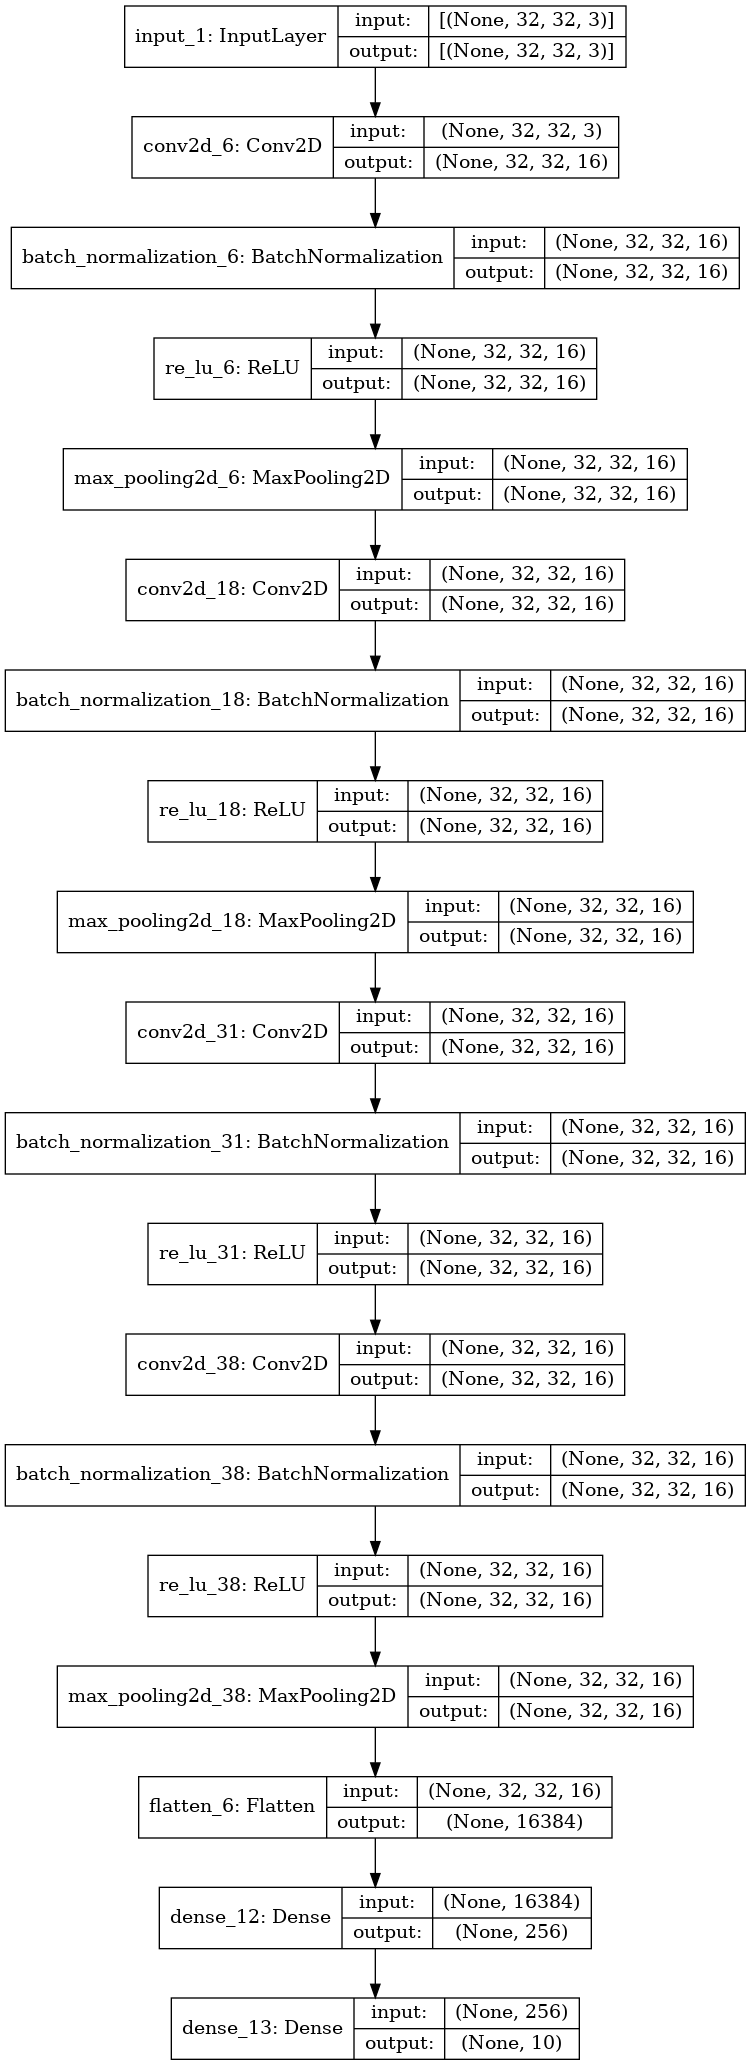 input_1: InputLayer
input: [(None, 32, 32, 3)]
output: [(None, 32, 32, 3)]
conv2d_6: Conv2D
input: (None, 32, 32, 3)
output: (None, 32, 32, 16)
batch_normalization_6: BatchNormalization
input: (None, 32, 32, 16)
output: (None, 32, 32, 16)
re_lu_6: ReLU
input: (None, 32, 32, 16)
output: (None, 32, 32, 16)
max_pooling2d_6: MaxPooling2D
input: (None, 32, 32, 16)
output: (None, 32, 32, 16)
conv2d_18: Conv2D
input: (None, 32, 32, 16)
output: (None, 32, 32, 16)
batch_normalization_18: BatchNormalization
input: (None, 32, 32, 16)
output: (None, 32, 32, 16)
re_lu_18: ReLU
input: (None, 32, 32, 16)
output: (None, 32, 32, 16)
max_pooling2d_18: MaxPooling2D
input: (None, 32, 32, 16)
output: (None, 32, 32, 16)
conv2d_31: Conv2D
input: (None, 32, 32, 16)
output: (None, 32, 32, 16)
batch_normalization_31: BatchNormalization
input: (None, 32, 32, 16)
output: (None, 32, 32, 16)
re_lu_31: ReLU
input: (None, 32, 32, 16)
output: (None, 32, 32, 16)
conv2d_38: Conv2D
input: (None, 32, 32, 16)
output: (None, 32, 32, 16)
batch_normalization_38: BatchNormalization
input: (None, 32, 32, 16)
output: (None, 32, 32, 16)
re_lu_38: ReLU
input: (None, 32, 32, 16)
output: (None, 32, 32, 16)
max_pooling2d_38: MaxPooling2D
input: (None, 32, 32, 16)
output: (None, 32, 32, 16)
flatten_6: Flatten
input: (None, 32, 32, 16)
output: (None, 16384)
dense_12: Dense
input: (None, 16384)
output: (None, 256)
dense_13: Dense
input: (None, 256)
output: (None, 10)